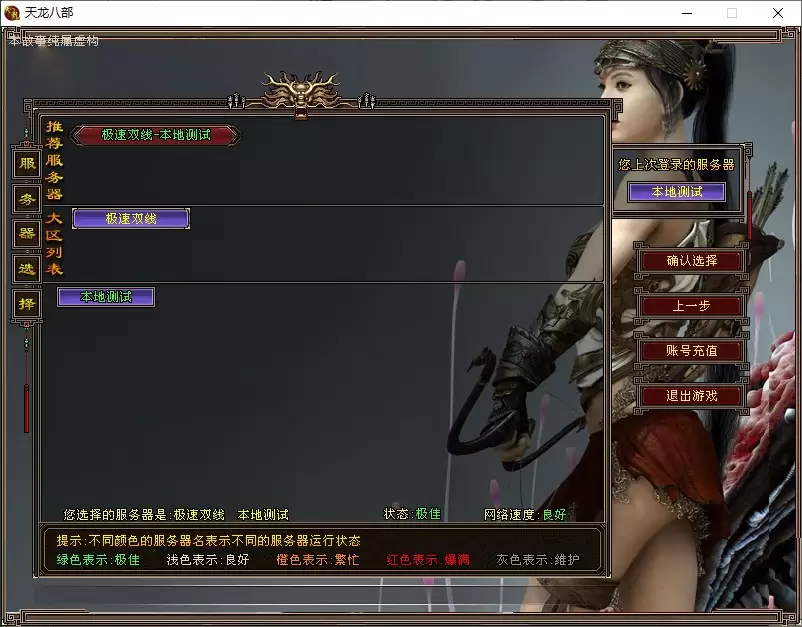 天龙八部
本故事纯属虚构
推荐服务器
极速双线-本地测试
服务器选择
大区列表
极速双线
本地测试
您上次登录的服务器
本地测试
确认选择
上一步
账号充值
退出游戏
您选择的服务器是:极速双线 本地测试 状态:极佳 网络速度:良好
提示:不同颜色的服务器名表示不同的服务器运行状态
绿色表示:极佳 浅色表示:良好 橙色表示:繁忙 红色表示:爆满 灰色表示:维护